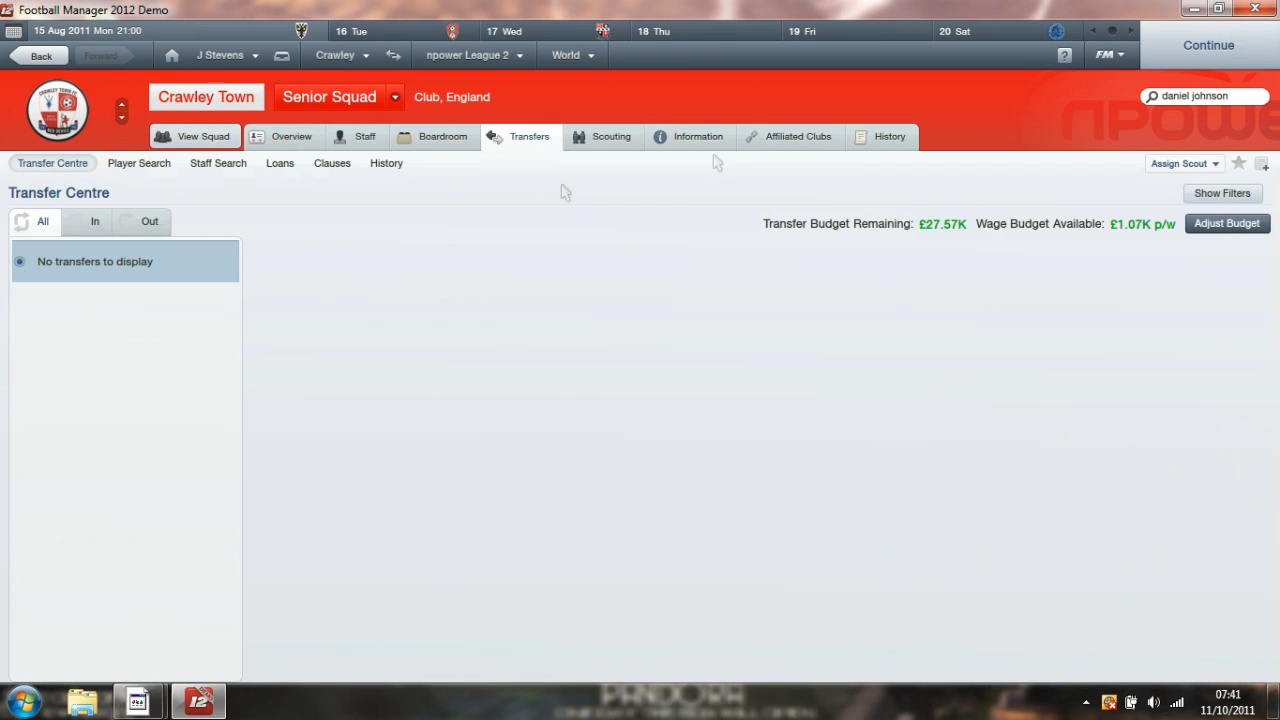 Football Manager 2012 Demo
15 Aug 2011 Mon 21:00 16 Tue 17 Wed 18 Thu 19 Fri 20 Sat
Continue
Back Forward J Stevens Crawley npower League 2 World ? FM
Crawley Town Senior Squad Club, England
daniel johnson
View Squad Overview Staff Boardroom Transfers Scouting Information Affiliated Clubs History
Transfer Centre Player Search Staff Search Loans Clauses History Assign Scout
Transfer Centre Show Filters
All In Out Transfer Budget Remaining: £27.57K Wage Budget Available: £1.07K p/w Adjust Budget
No transfers to display
PANDORA
07:41
11/10/2011